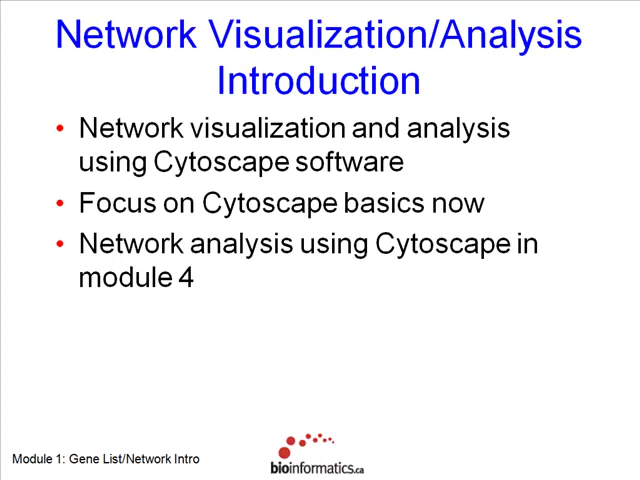 Network Visualization/Analysis
Introduction
• Network visualization and analysis
using Cytoscape software
• Focus on Cytoscape basics now
• Network analysis using Cytoscape in
module 4
Module 1: Gene List/Network Intro
bioinformatics.ca